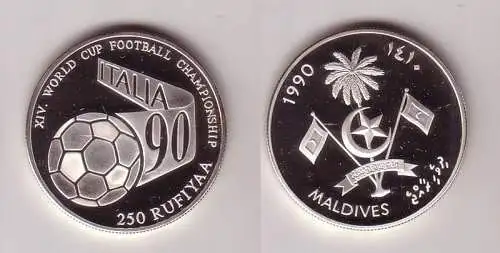 XIV. WORLD CUP FOOTBALL CHAMPIONSHIP
ITALIA
90
250 RUFIYAA
1990
١٤١٠
MALDIVES